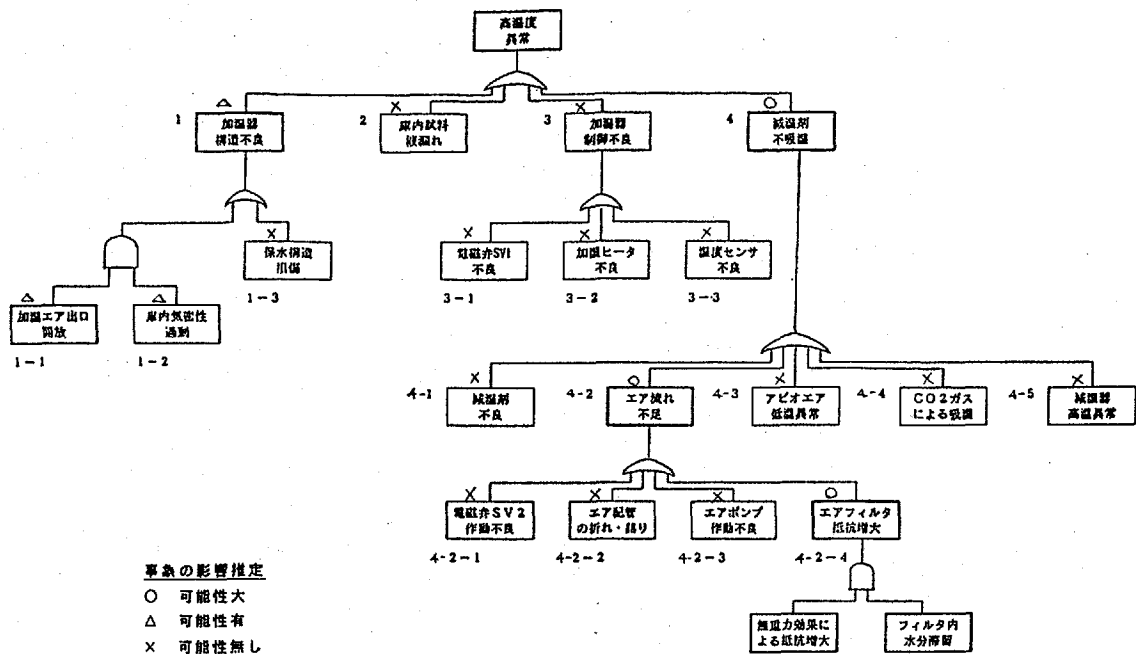 高湿度
異常
△
1
加湿器
構造不良
×
2
庫内試料
液漏れ
×
3
加湿器
制御不良
○
4
減湿剤
不吸湿
×
保水構造
損傷
1-3
△
加湿エア出口
開放
1-1
△
庫内気密性
過剰
1-2
×
電磁弁SV1
不良
3-1
×
加湿ヒータ
不良
3-2
×
湿度センサ
不良
3-3
×
4-1
減湿剤
不良
○
4-2
エア流れ
不足
×
4-3
アビオエア
低温異常
×
4-4
CO2ガス
による吸湿
×
4-5
減湿器
高温異常
×
電磁弁SV2
作動不良
4-2-1
×
エア配管
の折れ・詰り
4-2-2
×
エアポンプ
作動不良
4-2-3
○
エアフィルタ
抵抗増大
4-2-4
無重力効果に
よる抵抗増大
フィルタ内
水分滞留
事象の影響推定
○ 可能性大
△ 可能性有
× 可能性無し